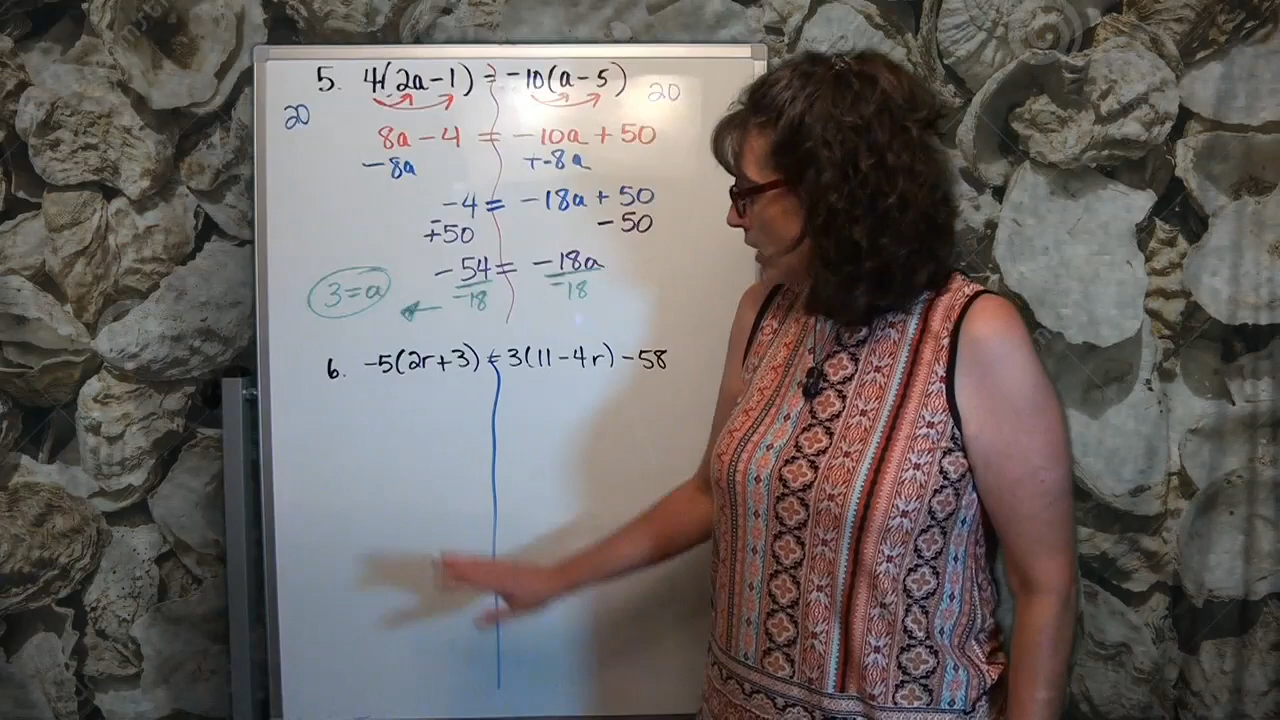 5. 4(2a-1) = -10(a-5) 20
20
8a - 4 = -10a + 50
-8a +-8a
-4 = -18a + 50
+50 -50
-54 = -18a
-18 -18
3=a
6. -5(2r+3) = 3(11-4r)-58